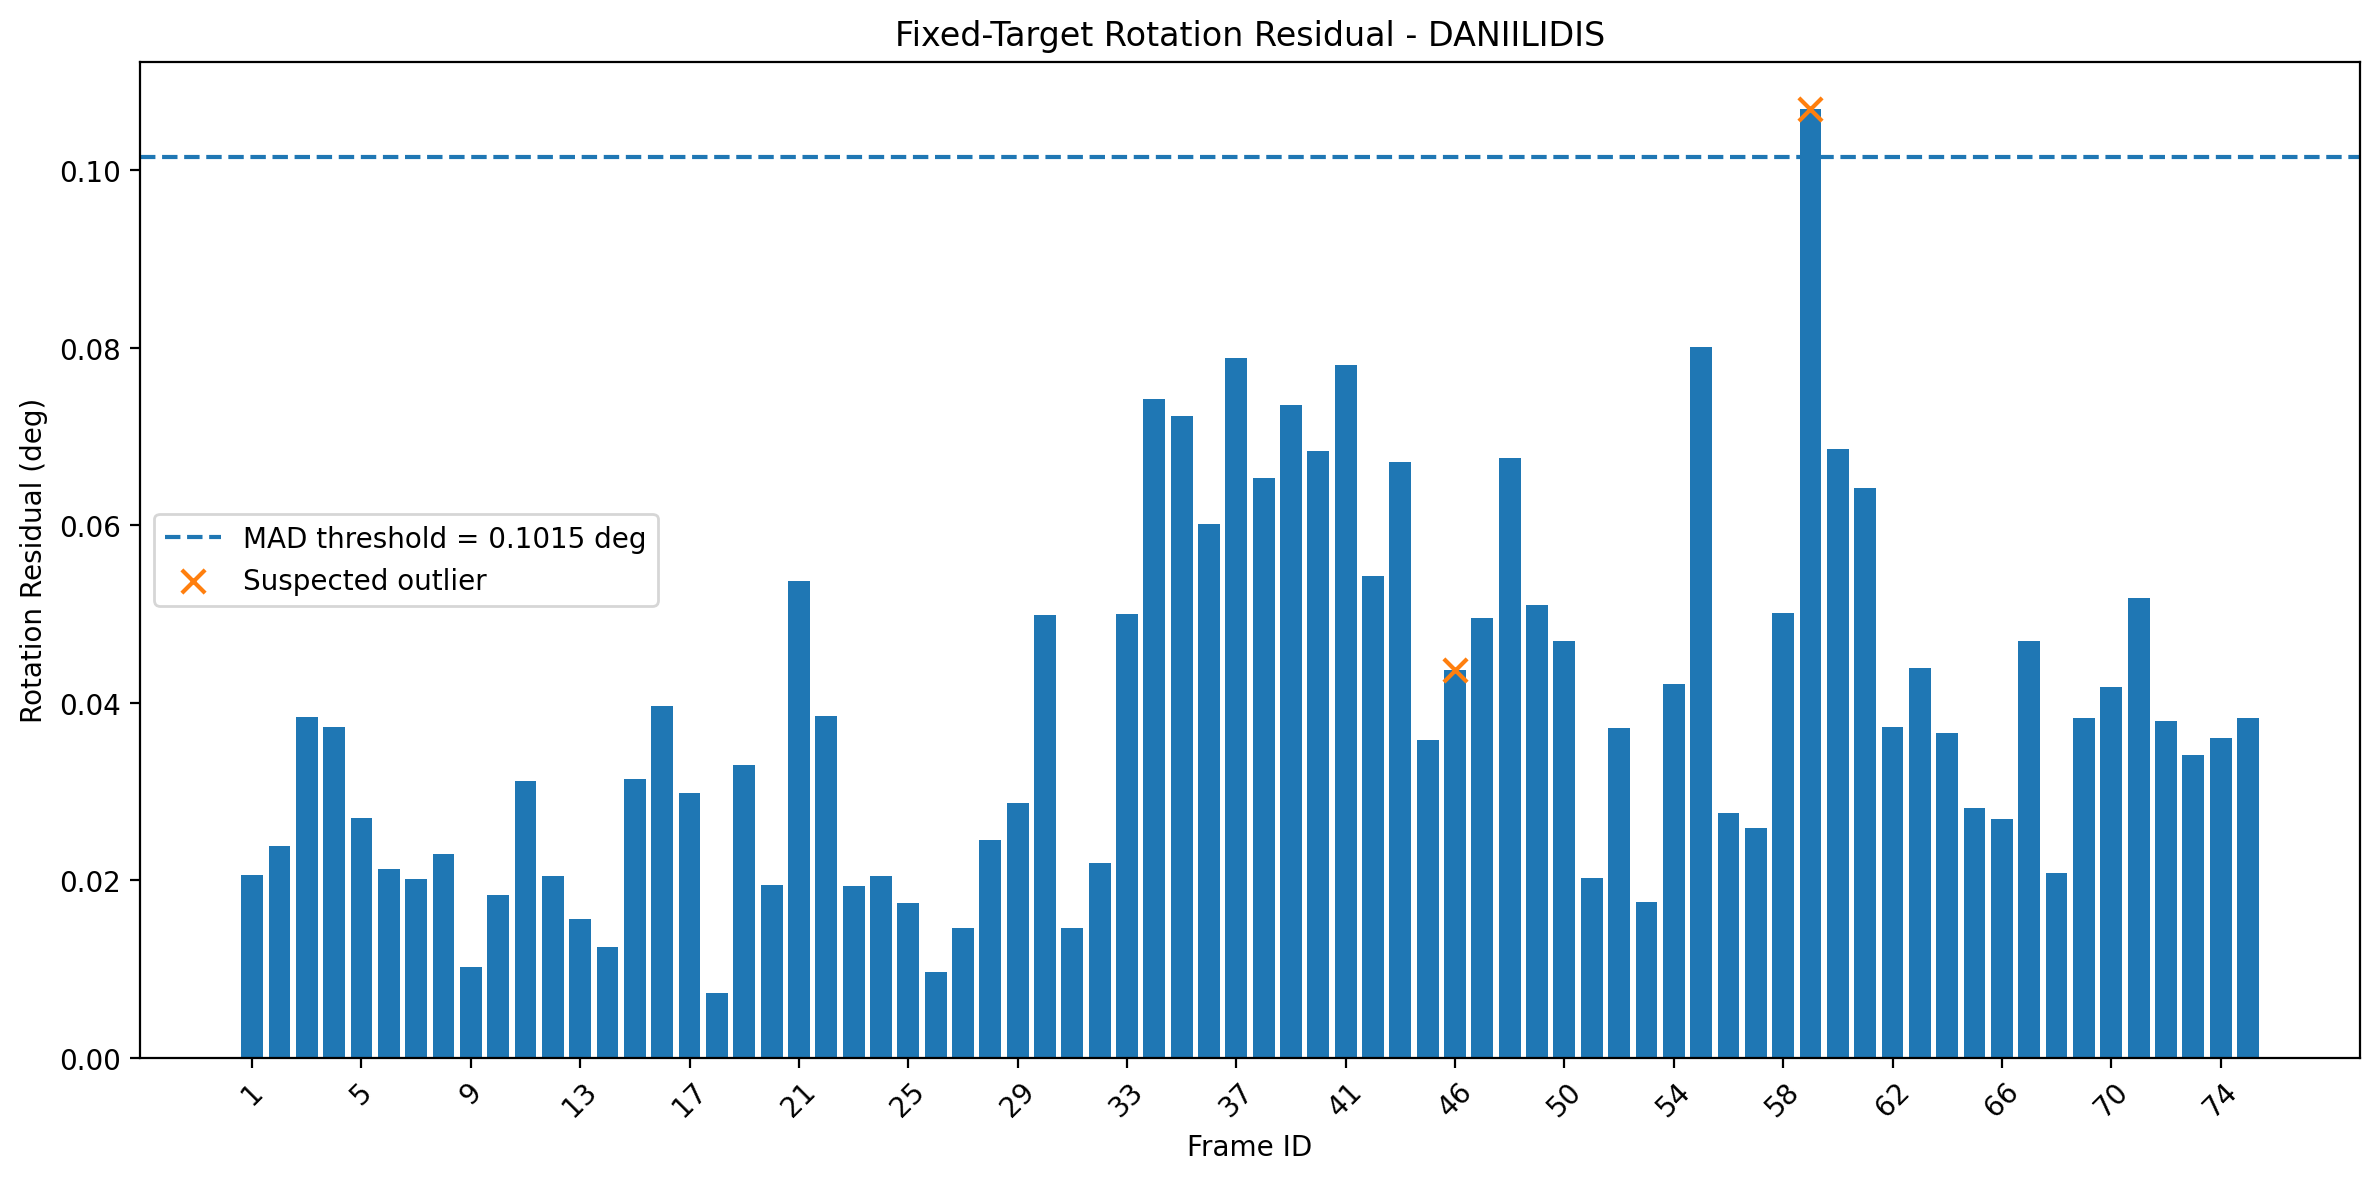 Fixed-Target Rotation Residual - DANIILIDIS
Rotation Residual (deg)
0.10
0.08
0.06
0.04
0.02
0.00
MAD threshold = 0.1015 deg
Suspected outlier
1 5 9 13 17 21 25 29 33 37 41 46 50 54 58 62 66 70 74
Frame ID